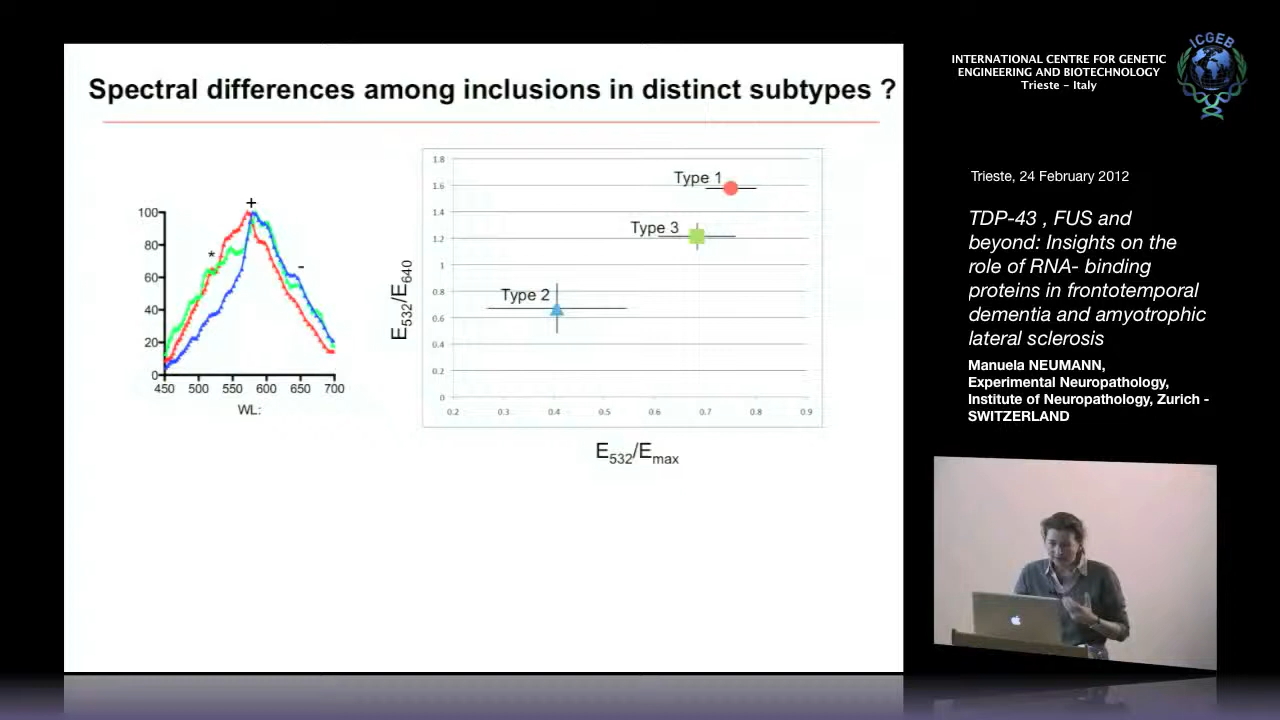 Spectral differences among inclusions in distinct subtypes ?
100
80
60
40
20
0
*
+
-
450 500 550 600 650 700
WL:
E532/E640
1.8
1.6
1.4
1.2
1
0.8
0.6
0.4
0.2
0
Type 1
Type 3
Type 2
0.2 0.3 0.4 0.5 0.6 0.7 0.8 0.9
E532/Emax
INTERNATIONAL CENTRE FOR GENETIC
ENGINEERING AND BIOTECHNOLOGY
Trieste - Italy
ICGEB
Trieste, 24 February 2012
TDP-43 , FUS and
beyond: Insights on the
role of RNA- binding
proteins in frontotemporal
dementia and amyotrophic
lateral sclerosis
Manuela NEUMANN,
Experimental Neuropathology,
Institute of Neuropathology, Zurich -
SWITZERLAND